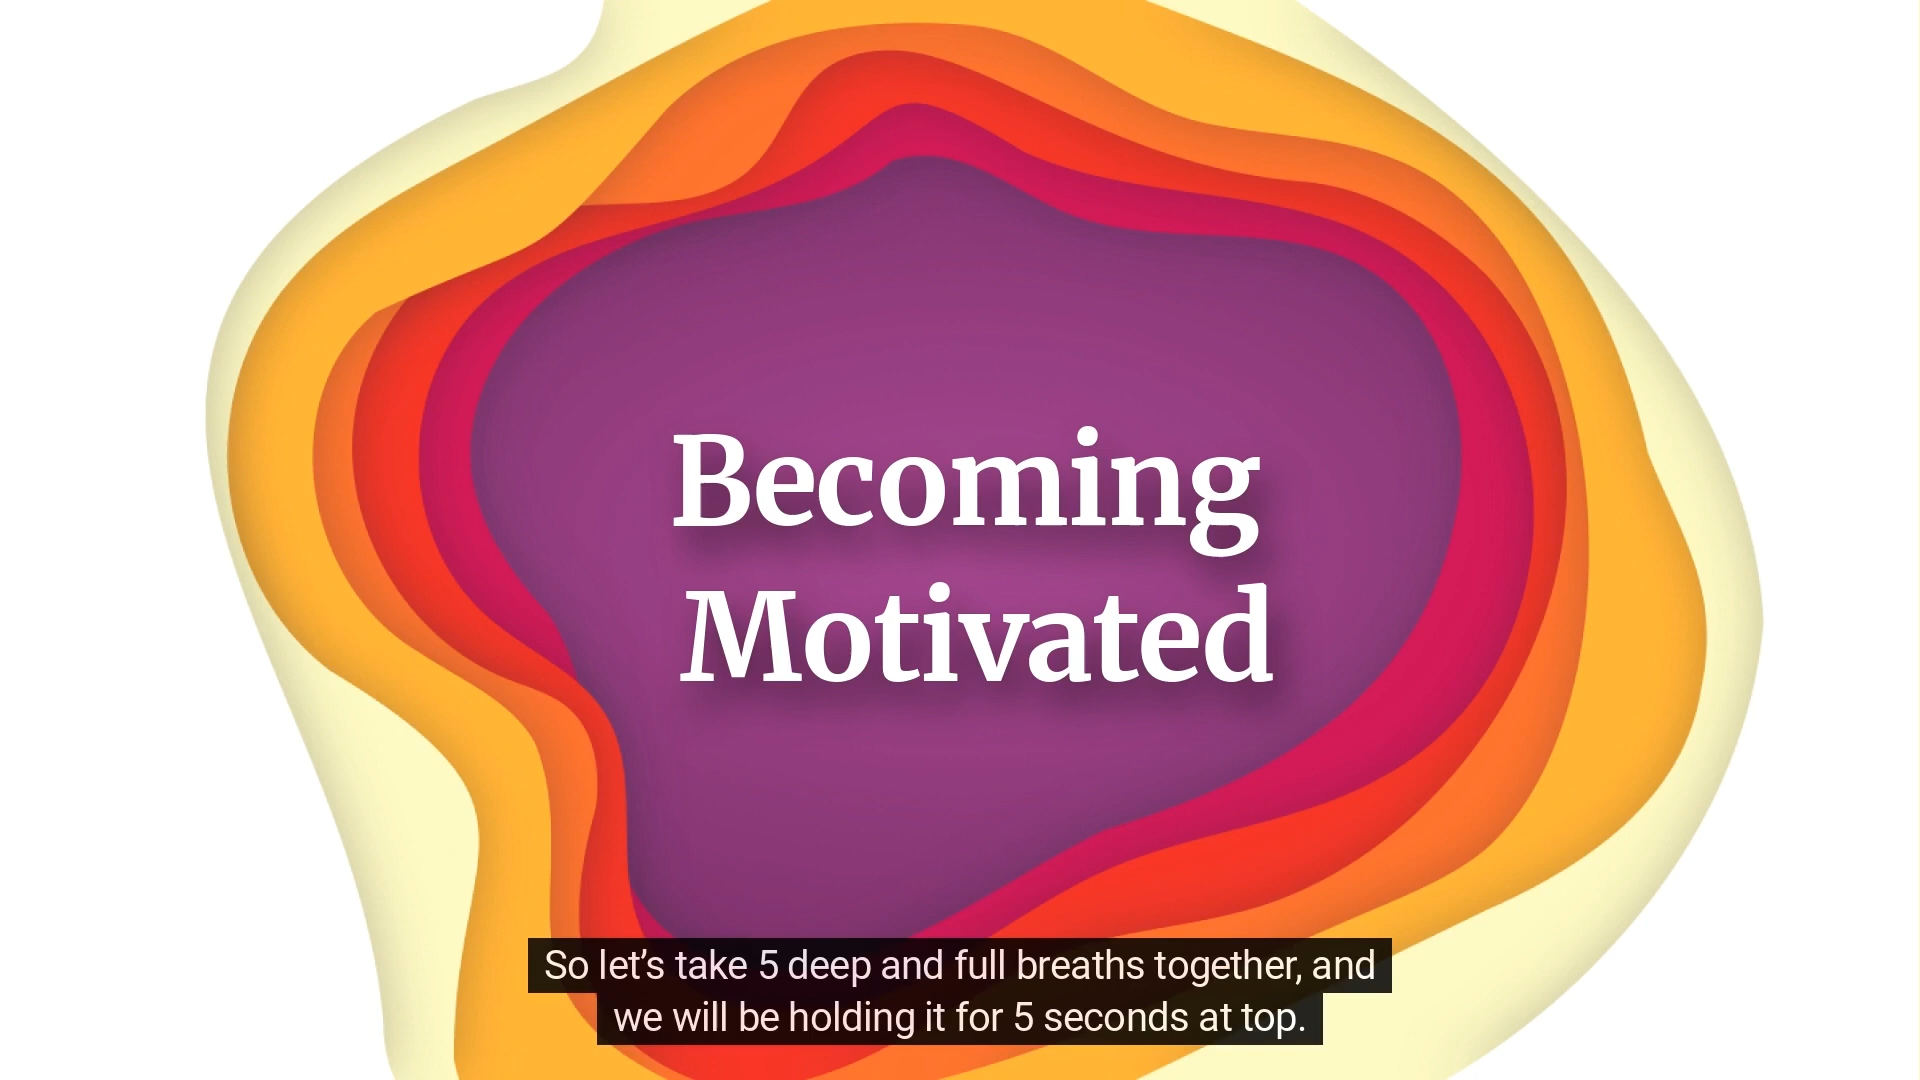 Becoming
Motivated
So let’s take 5 deep and full breaths together, and
we will be holding it for 5 seconds at top.